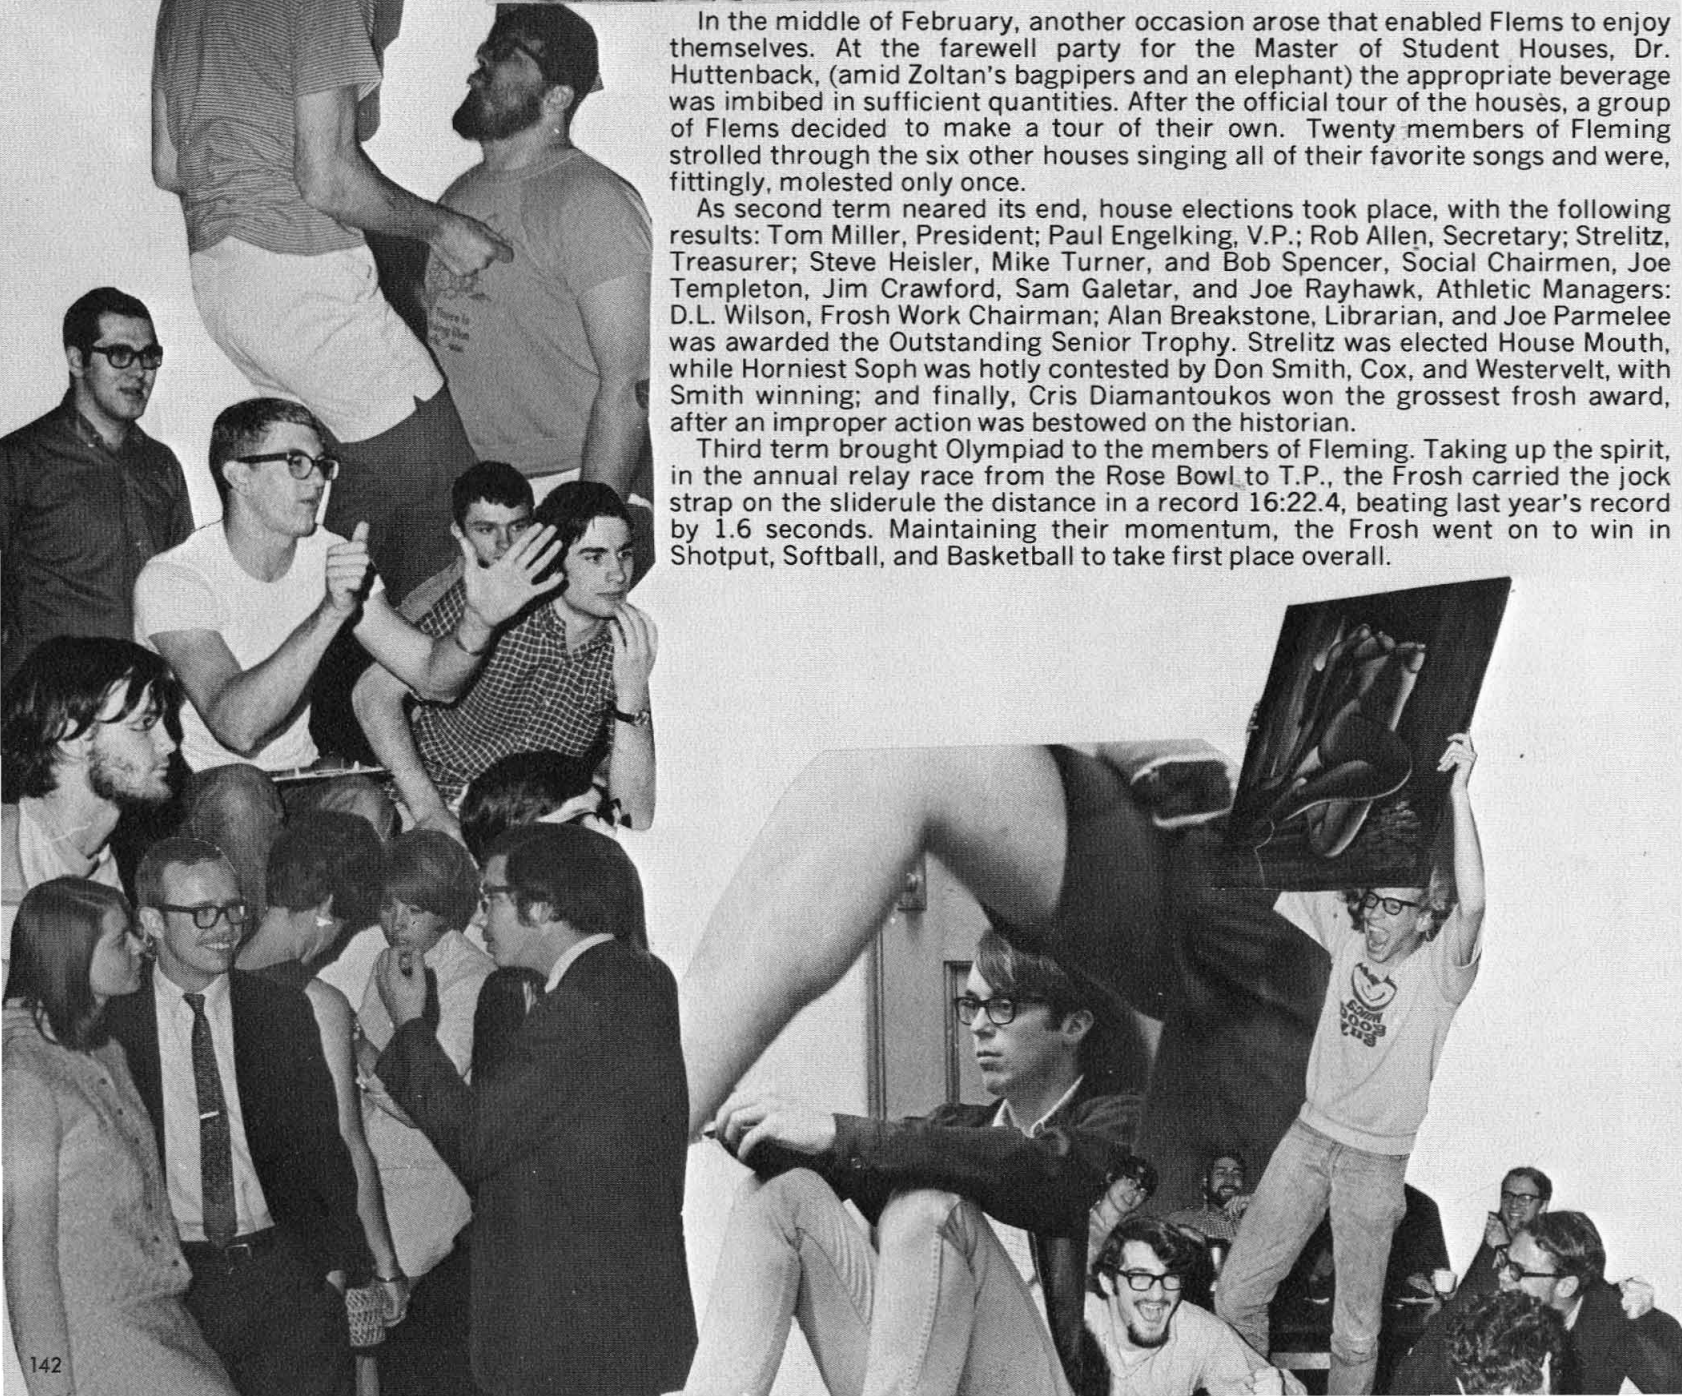 In the middle of February, another occasion arose that enabled Flems to enjoy
themselves. At the farewell party for the Master of Student Houses, Dr.
Huttenback, (amid Zoltan's bagpipers and an elephant) the appropriate beverage
was imbibed in sufficient quantities. After the official tour of the houses, a group
of Flems decided to make a tour of their own. Twenty members of Fleming
strolled through the six other houses singing all of their favorite songs and were,
fittingly, molested only once.
As second term neared its end, house elections took place, with the following
results: Tom Miller, President; Paul Engelking, V.P.; Rob Allen, Secretary; Strelitz,
Treasurer; Steve Heisler, Mike Turner, and Bob Spencer, Social Chairmen, Joe
Templeton, Jim Crawford, Sam Galetar, and Joe Rayhawk, Athletic Managers:
D.L. Wilson, Frosh Work Chairman; Alan Breakstone, Librarian, and Joe Parmelee
was awarded the Outstanding Senior Trophy. Strelitz was elected House Mouth,
while Horniest Soph was hotly contested by Don Smith, Cox, and Westervelt, with
Smith winning; and finally, Cris Diamantoukos won the grossest frosh award,
after an improper action was bestowed on the historian.
Third term brought Olympiad to the members of Fleming. Taking up the spirit,
in the annual relay race from the Rose Bowl to T.P., the Frosh carried the jock
strap on the sliderule the distance in a record 16:22.4, beating last year's record
by 1.6 seconds. Maintaining their momentum, the Frosh went on to win in
Shotput, Softball, and Basketball to take first place overall.
There is
GOOD
GUY
142